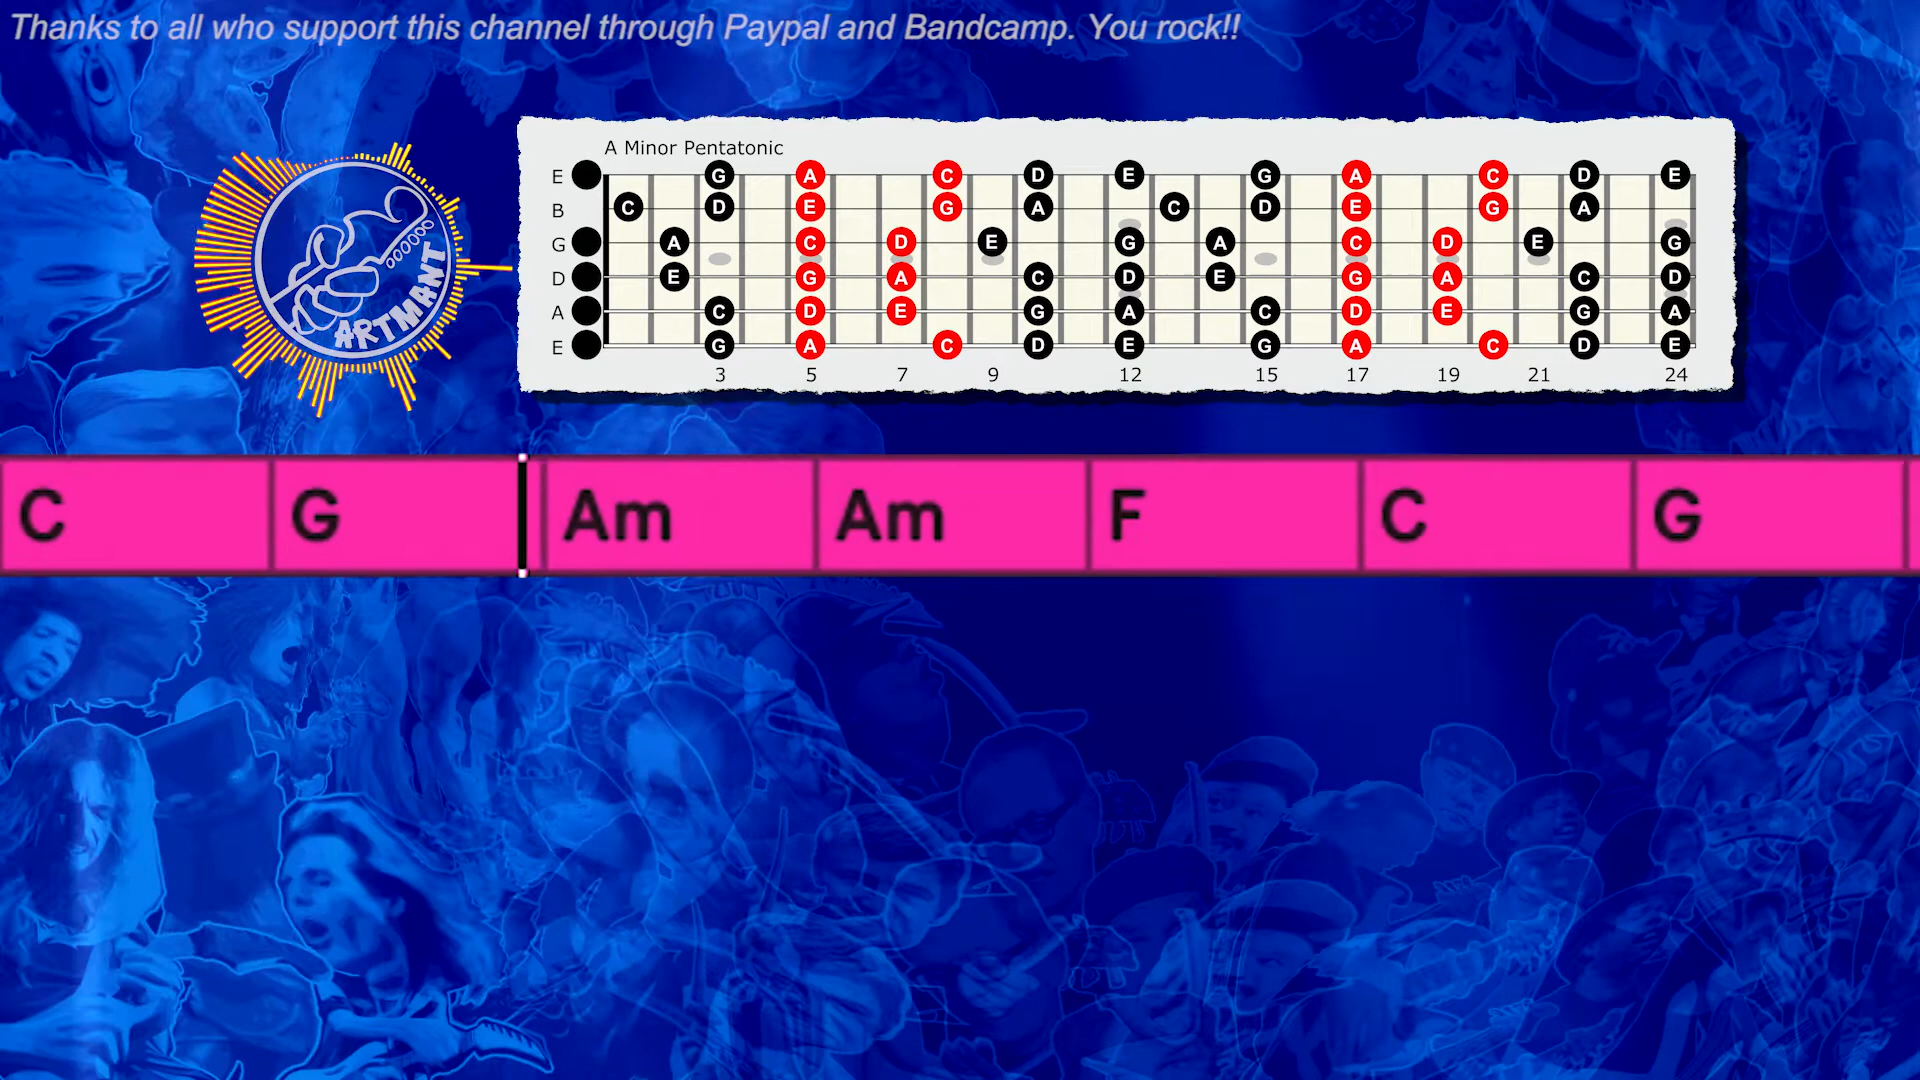 Thanks to all who support this channel through Paypal and Bandcamp. You rock!!
A Minor Pentatonic
E G A C D E G A C D E
B C D E G A C D E G A
G A C D E G A C D E G
D E G A C D E G A C D
A C D E G A C D E G A
E G A C D E G A C D E
3 5 7 9 12 15 17 19 21 24
ARTMANT
C G Am Am F C G